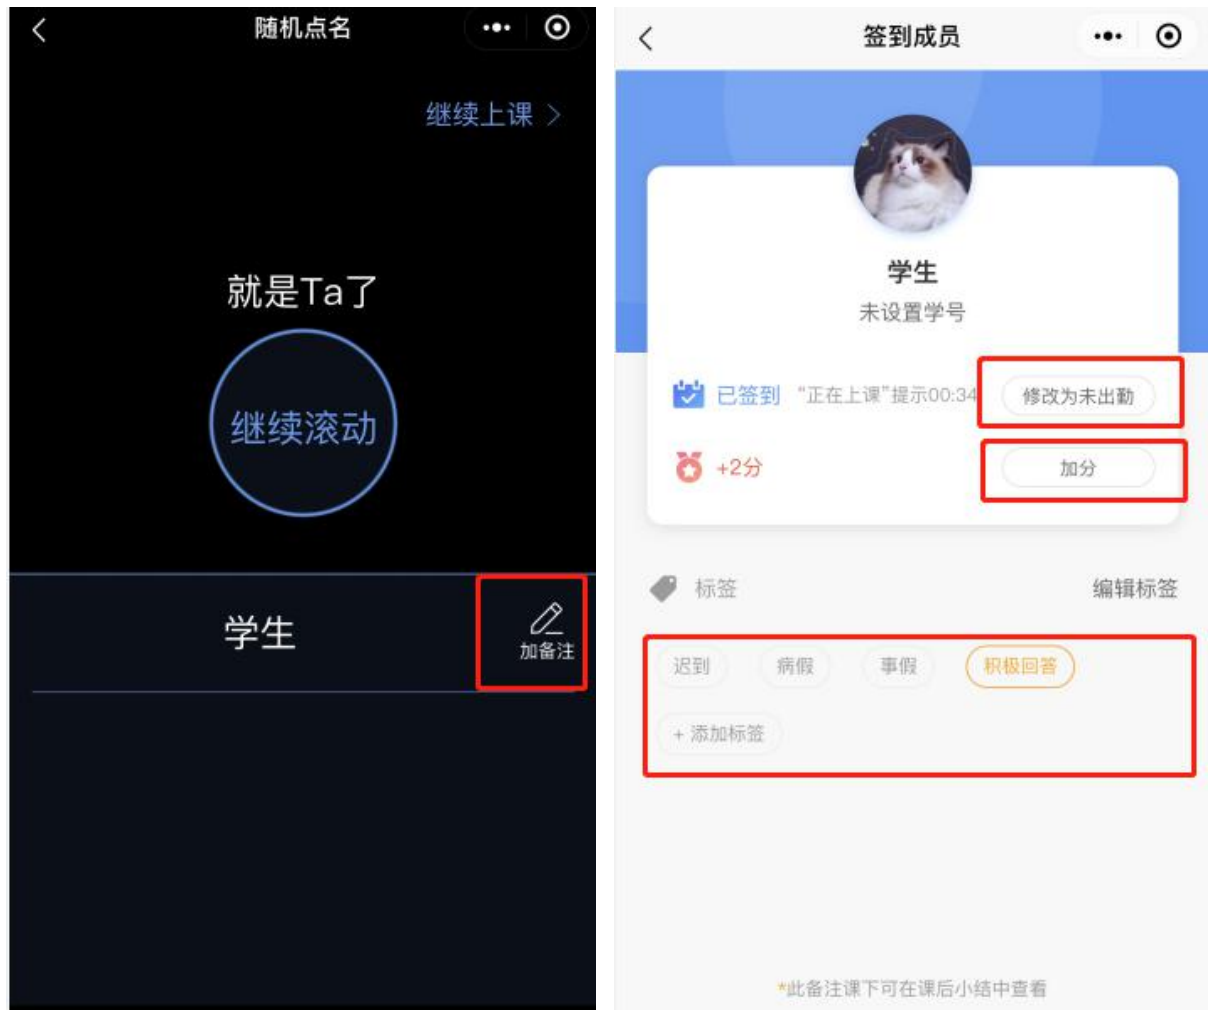 随机点名
继续上课 >
就是Ta了
继续滚动
学生
加备注
签到成员
学生
未设置学号
已签到 “正在上课”提示00:34 修改为未出勤
+2分 加分
标签 编辑标签
迟到 病假 事假 积极回答
+ 添加标签
*此备注课下可在课后小结中查看